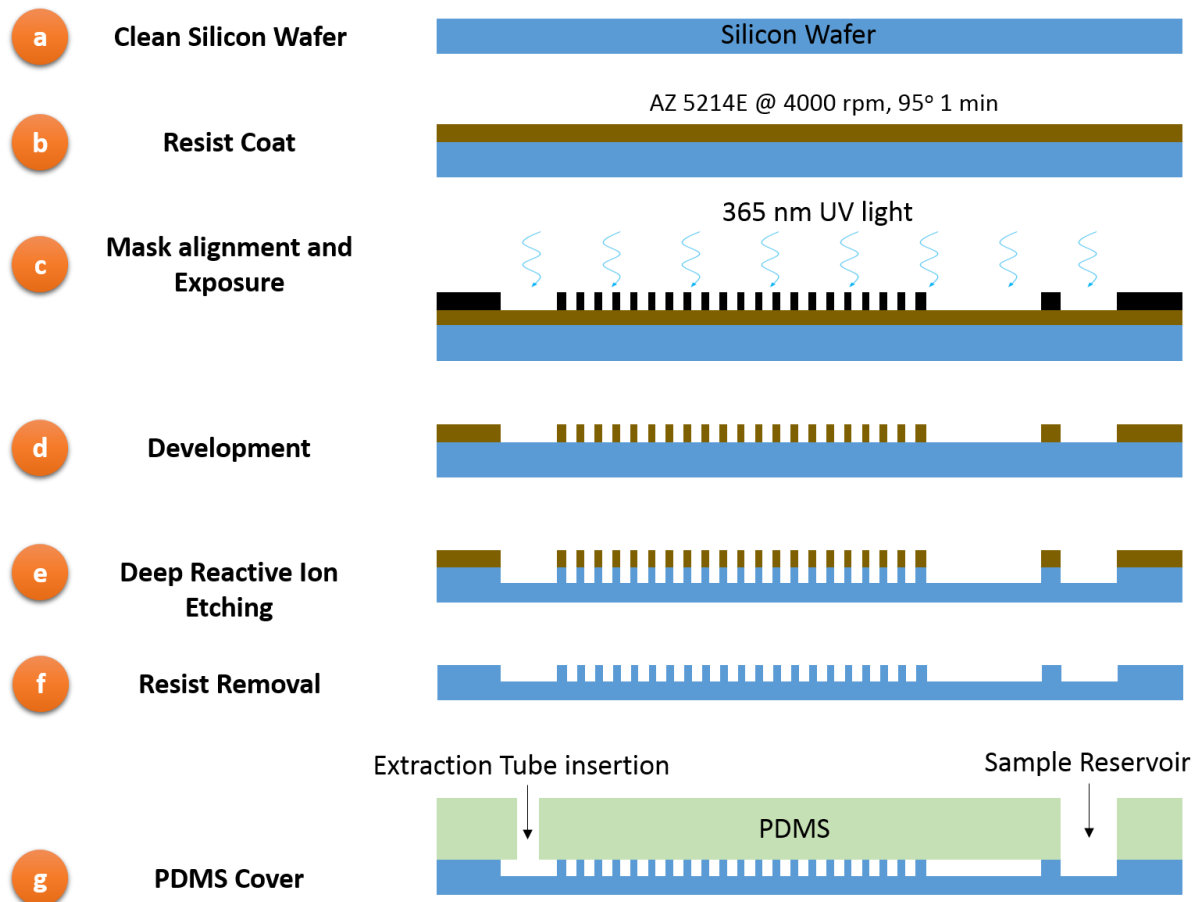 a
Clean Silicon Wafer
Silicon Wafer
AZ 5214E @ 4000 rpm, 95° 1 min
b
Resist Coat
365 nm UV light
c
Mask alignment and
Exposure
d
Development
e
Deep Reactive Ion
Etching
f
Resist Removal
Extraction Tube insertion
Sample Reservoir
PDMS
g
PDMS Cover